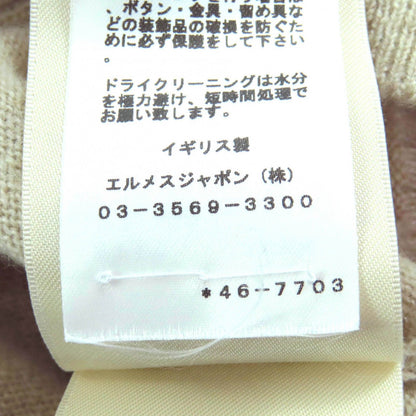 、ボタン・金具・留め具な
どの装飾品の破損を防ぐた
めに必ず保護をして下さい
。
ドライクリーニングは水分
を極力避け、短時間処理で
お願い致します。
イギリス製
エルメスジャポン(株)
03-3569-3300
*46-7703